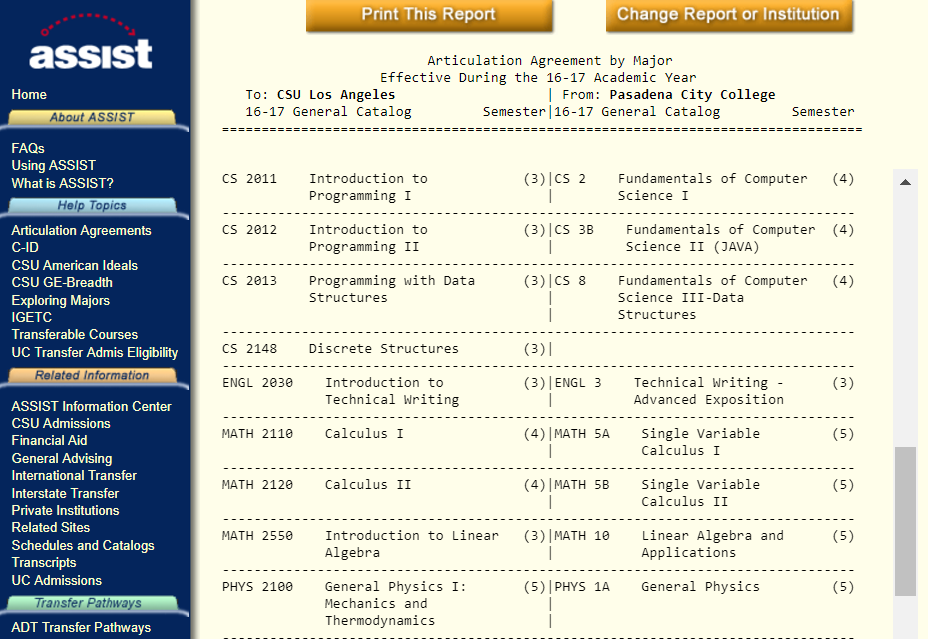 assist
Home
About ASSIST
FAQs
Using ASSIST
What is ASSIST?
Help Topics
Articulation Agreements
C-ID
CSU American Ideals
CSU GE-Breadth
Exploring Majors
IGETC
Transferable Courses
UC Transfer Admis Eligibility
Related Information
ASSIST Information Center
CSU Admissions
Financial Aid
General Advising
International Transfer
Interstate Transfer
Private Institutions
Related Sites
Schedules and Catalogs
Transcripts
UC Admissions
Transfer Pathways
ADT Transfer Pathways
Print This Report Change Report or Institution
Articulation Agreement by Major
Effective During the 16-17 Academic Year
To: CSU Los Angeles | From: Pasadena City College
16-17 General Catalog Semester|16-17 General Catalog Semester
================================================================================
CS 2011 Introduction to (3)|CS 2 Fundamentals of Computer (4)
Programming I | Science I
--------------------------------------------------------------------------------
CS 2012 Introduction to (3)|CS 3B Fundamentals of Computer (4)
Programming II | Science II (JAVA)
--------------------------------------------------------------------------------
CS 2013 Programming with Data (3)|CS 8 Fundamentals of Computer (4)
Structures | Science III-Data
| Structures
--------------------------------------------------------------------------------
CS 2148 Discrete Structures (3)|
--------------------------------------------------------------------------------
ENGL 2030 Introduction to (3)|ENGL 3 Technical Writing - (3)
Technical Writing | Advanced Exposition
--------------------------------------------------------------------------------
MATH 2110 Calculus I (4)|MATH 5A Single Variable (5)
| Calculus I
--------------------------------------------------------------------------------
MATH 2120 Calculus II (4)|MATH 5B Single Variable (5)
| Calculus II
--------------------------------------------------------------------------------
MATH 2550 Introduction to Linear (3)|MATH 10 Linear Algebra and (5)
Algebra | Applications
--------------------------------------------------------------------------------
PHYS 2100 General Physics I: (5)|PHYS 1A General Physics (5)
Mechanics and |
Thermodynamics |
--------------------------------------------------------------------------------